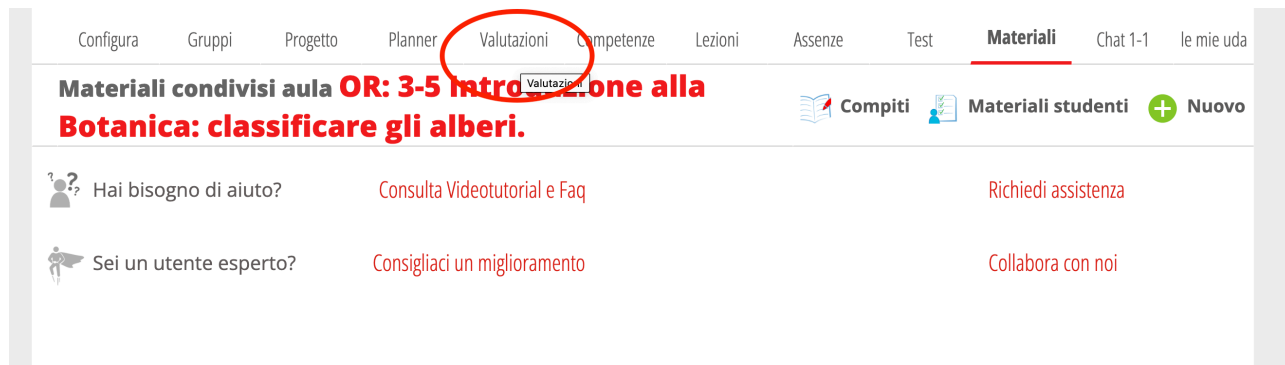 Configura Gruppi Progetto Planner Valutazioni Competenze Lezioni Assenze Test Materiali Chat 1-1 le mie uda
Materiali condivisi aula OR: 3-5 Introduzione alla
Botanica: classificare gli alberi.
Valutazioni
Compiti Materiali studenti Nuovo
Hai bisogno di aiuto? Consulta Videotutorial e Faq Richiedi assistenza
Sei un utente esperto? Consigliaci un miglioramento Collabora con noi